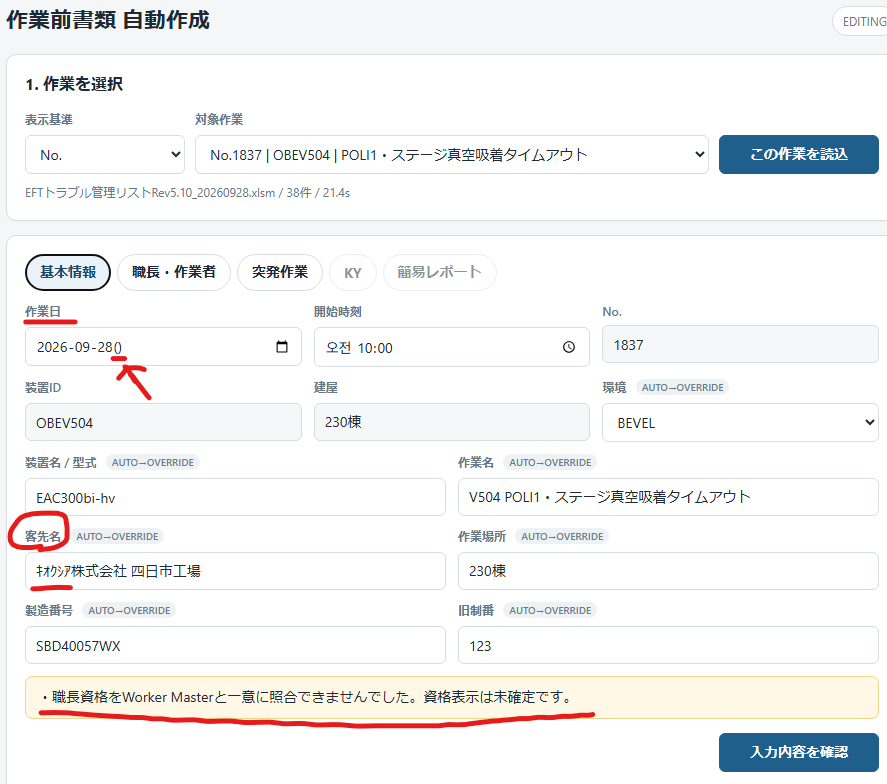 作業前書類 自動作成
EDITING
1. 作業を選択
表示基準 対象作業
No. No.1837 | OBEV504 | POLI1・ステージ真空吸着タイムアウト この作業を読込
EFTトラブル管理リストRev5.10_20260928.xlsm / 38件 / 21.4s
基本情報 職長・作業者 突発作業 KY 簡易レポート
作業日 開始時刻 No.
2026-09-28() 오전 10:00 1837
装置ID 建屋 環境 AUTO→OVERRIDE
OBEV504 230棟 BEVEL
装置名 / 型式 AUTO→OVERRIDE 作業名 AUTO→OVERRIDE
EAC300bi-hv V504 POLI1・ステージ真空吸着タイムアウト
客先名 AUTO→OVERRIDE 作業場所 AUTO→OVERRIDE
ｷｵｸｼｱ株式会社 四日市工場 230棟
製造番号 AUTO→OVERRIDE 旧制番 AUTO→OVERRIDE
SBD40057WX 123
・職長資格をWorker Masterと一意に照合できませんでした。資格表示は未確定です。
入力内容を確認